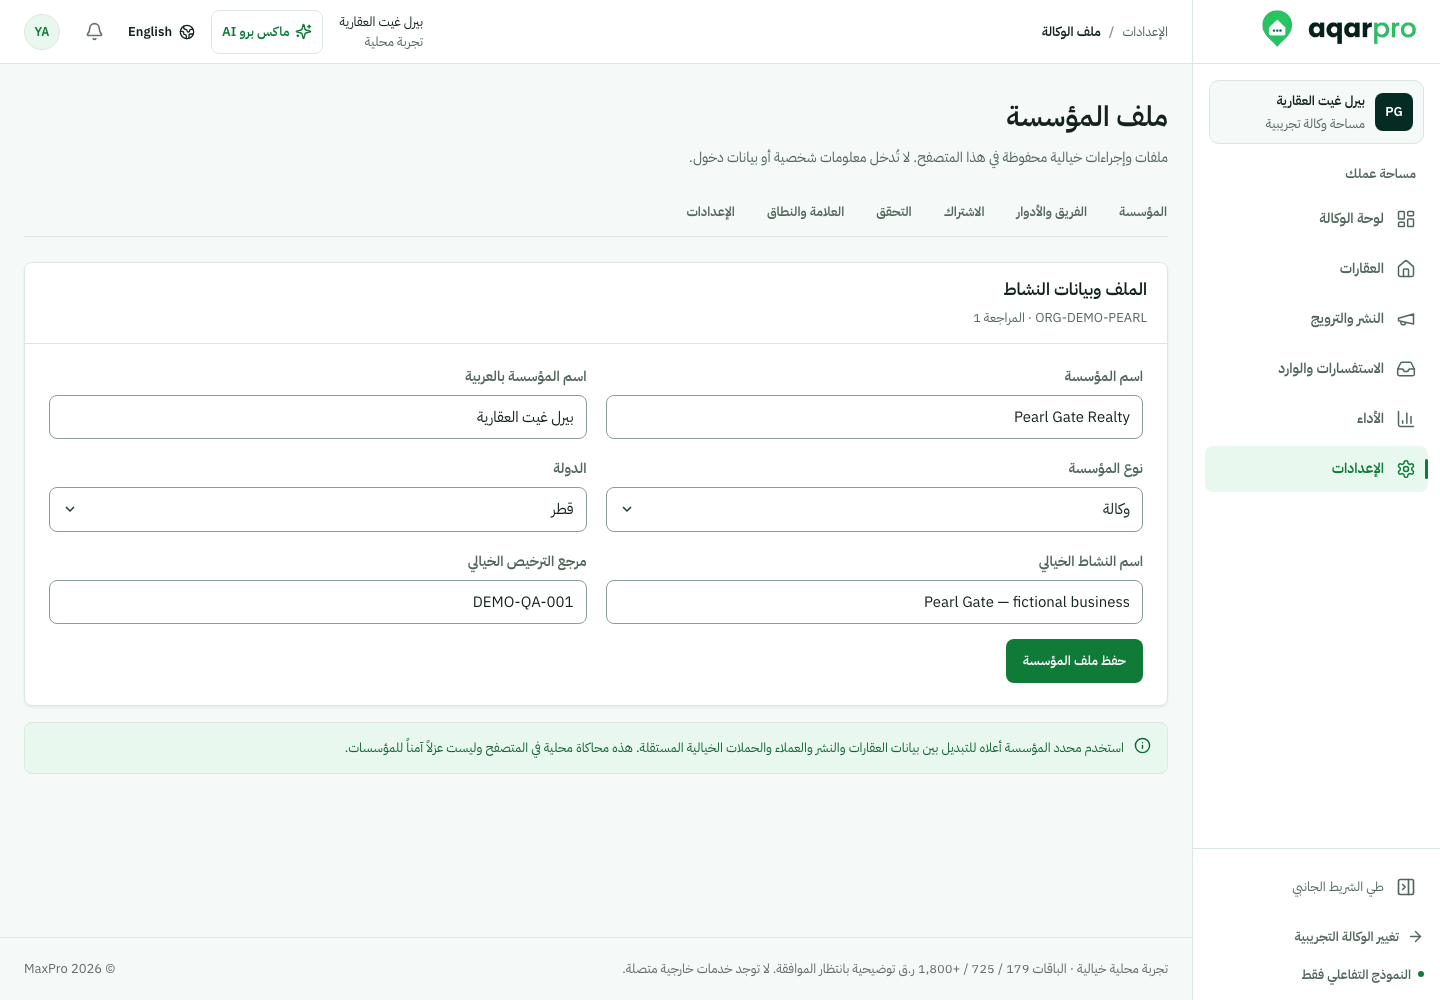 aqarpro
الإعدادات / ملف الوكالة
بيرل غيت العقارية
تجربة محلية
ماكس برو AI
English
YA
PG
بيرل غيت العقارية
مساحة وكالة تجريبية
مساحة عملك
لوحة الوكالة
العقارات
النشر والترويج
الاستفسارات والوارد
الأداء
الإعدادات
طي الشريط الجانبي
تغيير الوكالة التجريبية
النموذج التفاعلي فقط
ملف المؤسسة
ملفات وإجراءات خيالية محفوظة في هذا المتصفح. لا تُدخل معلومات شخصية أو بيانات دخول.
المؤسسة
الفريق والأدوار
الاشتراك
التحقق
العلامة والنطاق
الإعدادات
الملف وبيانات النشاط
ORG-DEMO-PEARL · المراجعة 1
اسم المؤسسة
Pearl Gate Realty
اسم المؤسسة بالعربية
بيرل غيت العقارية
نوع المؤسسة
وكالة
الدولة
قطر
اسم النشاط الخيالي
Pearl Gate — fictional business
مرجع الترخيص الخيالي
DEMO-QA-001
حفظ ملف المؤسسة
استخدم محدد المؤسسة أعلاه للتبديل بين بيانات العقارات والنشر والعملاء والحملات الخيالية المستقلة. هذه محاكاة محلية في المتصفح وليست عزلاً آمناً للمؤسسات.
تجربة محلية خيالية · الباقات 179 / 725 / +1,800 ر.ق توضيحية بانتظار الموافقة. لا توجد خدمات خارجية متصلة.
© 2026 MaxPro